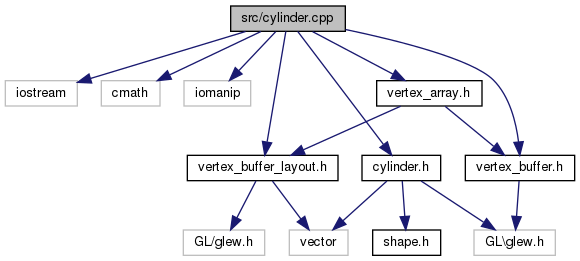 src/cylinder.cpp
iostream
cmath
iomanip
vertex_array.h
vertex_buffer_layout.h
cylinder.h
vertex_buffer.h
GL/glew.h
vector
shape.h
GL\glew.h